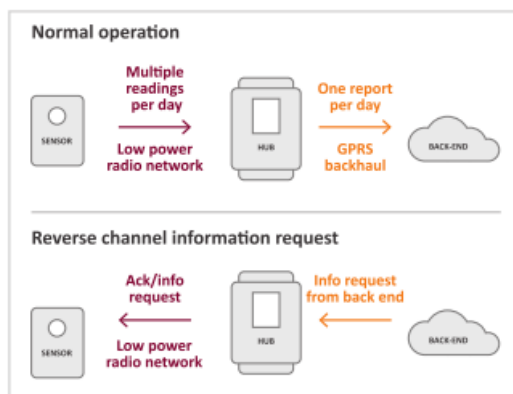 Normal operation
Multiple
readings
per day
One report
per day
SENSOR
Low power
radio network
HUB
GPRS
backhaul
BACK-END
Reverse channel information request
Ack/info
request
Info request
from back end
SENSOR
Low power
radio network
HUB
BACK-END